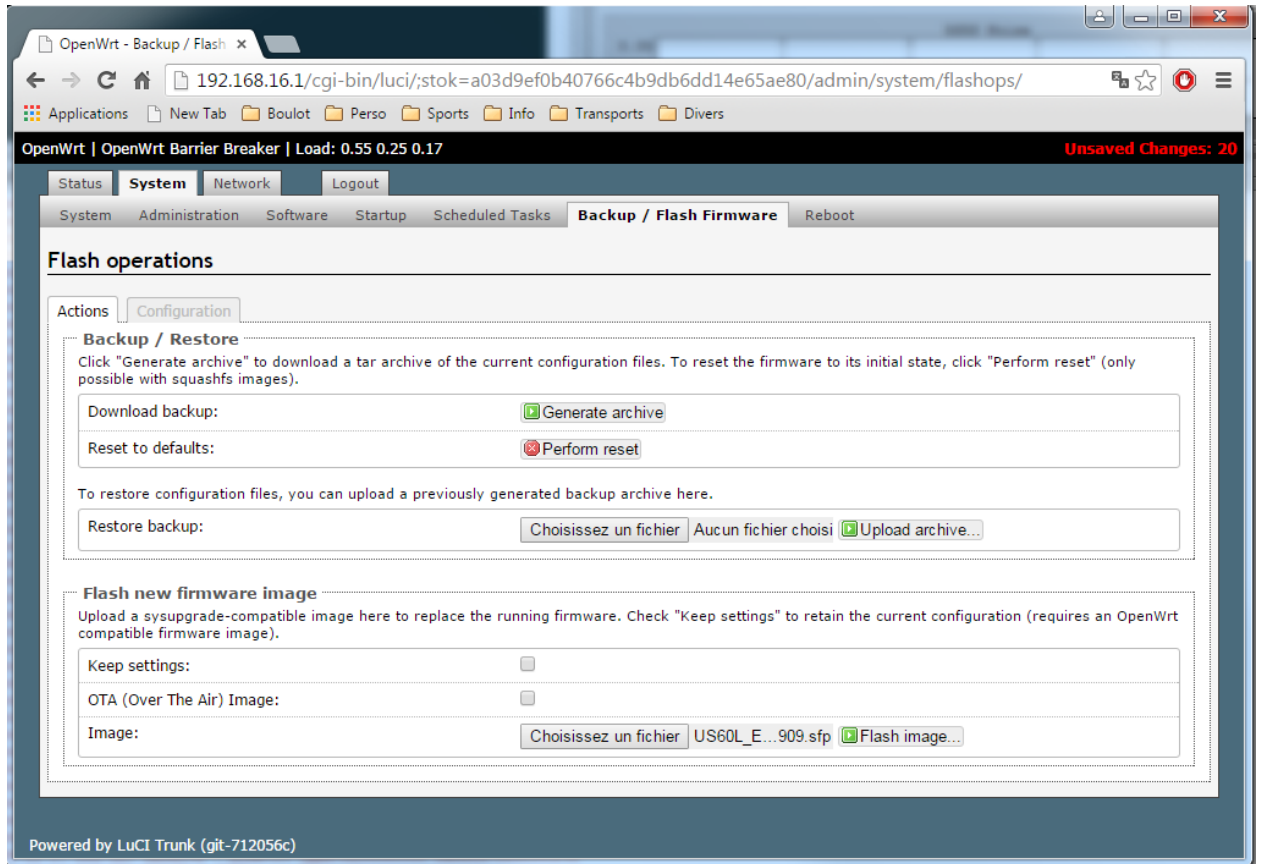 OpenWrt - Backup / Flash
192.168.16.1/cgi-bin/luci/;stok=a03d9ef0b40766c4b9db6dd14e65ae80/admin/system/flashops/
Applications New Tab Boulot Perso Sports Info Transports Divers
OpenWrt | OpenWrt Barrier Breaker | Load: 0.55 0.25 0.17 Unsaved Changes: 20
Status System Network Logout
System Administration Software Startup Scheduled Tasks Backup / Flash Firmware Reboot
Flash operations
Actions Configuration
Backup / Restore
Click "Generate archive" to download a tar archive of the current configuration files. To reset the firmware to its initial state, click "Perform reset" (only
possible with squashfs images).
Download backup: Generate archive
Reset to defaults: Perform reset
To restore configuration files, you can upload a previously generated backup archive here.
Restore backup: Choisissez un fichier Aucun fichier choisi Upload archive...
Flash new firmware image
Upload a sysupgrade-compatible image here to replace the running firmware. Check "Keep settings" to retain the current configuration (requires an OpenWrt
compatible firmware image).
Keep settings:
OTA (Over The Air) Image:
Image: Choisissez un fichier US60L_E...909.sfp Flash image...
Powered by LuCI Trunk (git-712056c)